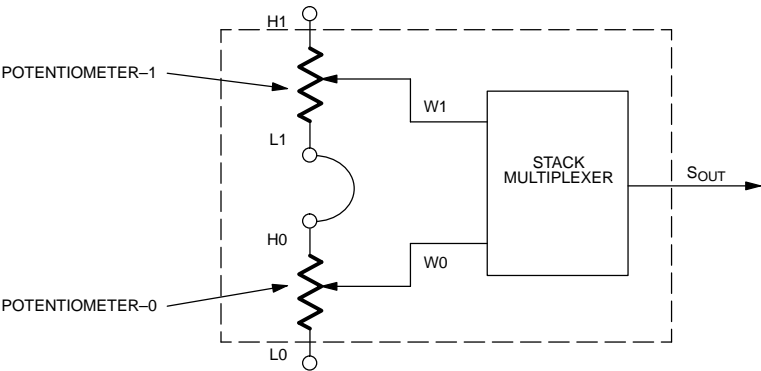 H1
POTENTIOMETER–1
W1
L1
STACK
MULTIPLEXER
SOUT
H0
W0
POTENTIOMETER–0
L0